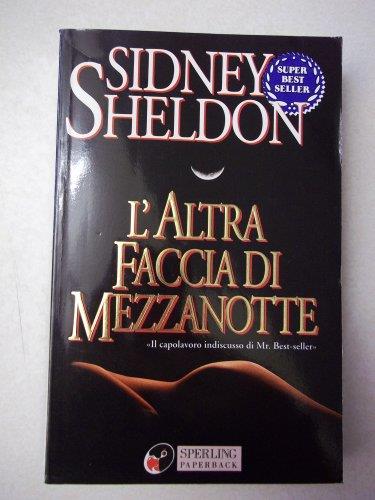 SIDNEY
SHELDON
SUPER
BEST
SELLER
L'ALTRA
FACCIA DI
MEZZANOTTE
«Il capolavoro indiscusso di Mr. Best-seller»
SPERLING
PAPERBACK